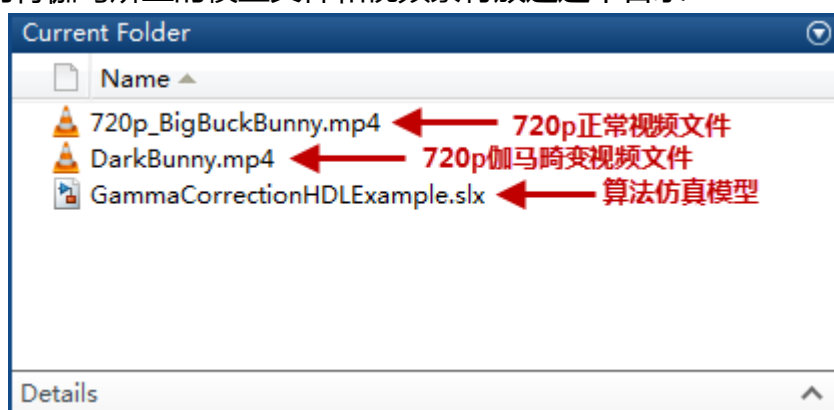 Current Folder
Name
720p_BigBuckBunny.mp4 720p正常视频文件
DarkBunny.mp4 720p伽马畸变视频文件
GammaCorrectionHDLExample.slx 算法仿真模型
Details